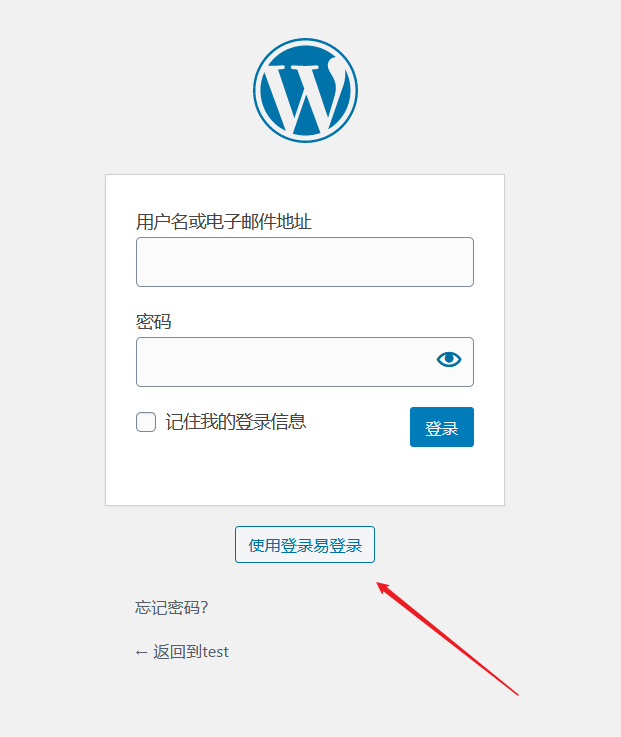 用户名或电子邮件地址
密码
记住我的登录信息
登录
使用登录易登录
忘记密码？
← 返回到test